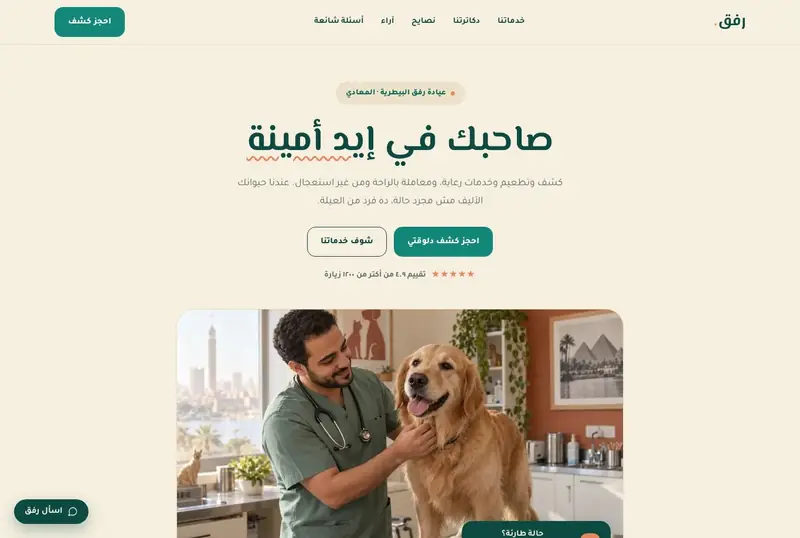 رفق.
خدماتنا
دكاترتنا
نصايح
آراء
أسئلة شائعة
احجز كشف
عيادة رفق البيطرية · المعادي
صاحبك في إيد أمينة
كشف وتطعيم وخدمات رعاية، ومعاملة بالراحة ومن غير استعجال. عندنا حيوانك
الأليف مش مجرد حالة، ده فرد من العيلة.
احجز كشف دلوقتي
شوف خدماتنا
★★★★★ تقييم ٤.٩ من أكثر من ١٢٠٠ زيارة
حالة طارئة؟
اسأل رفق